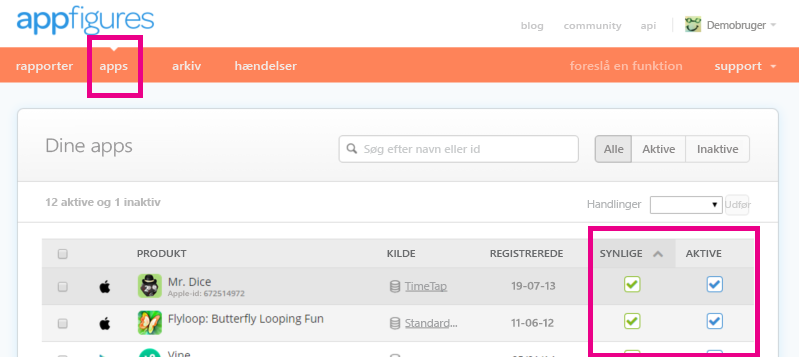 appfigures
blog community api Demobruger
rapporter apps arkiv hændelser foreslå en funktion support
Dine apps Søg efter navn eller id Alle Aktive Inaktive
12 aktive og 1 inaktiv Handlinger Udfør
PRODUKT KILDE REGISTREREDE SYNLIGE AKTIVE
Mr. Dice
Apple-id: 672514972 TimeTap 19-07-13
Flyloop: Butterfly Looping Fun Standard... 11-06-12
Vine